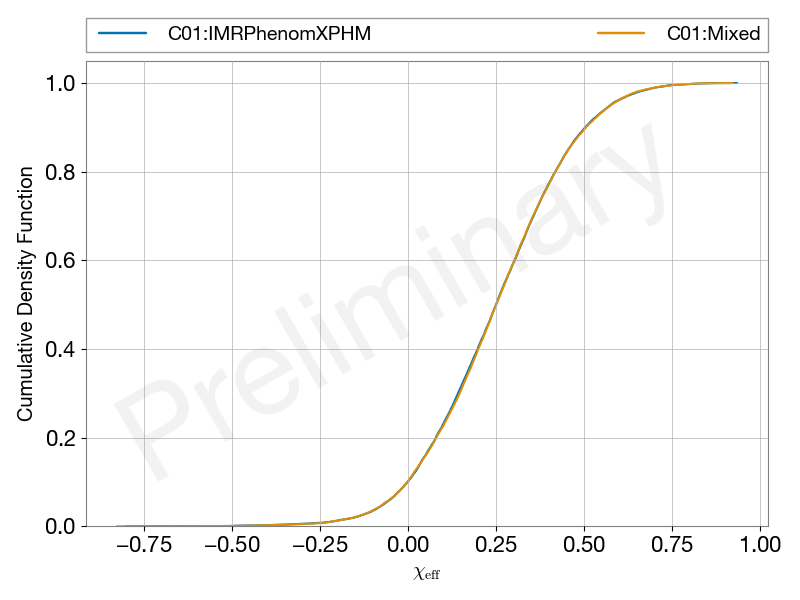 C01:IMRPhenomXPHM C01:Mixed
Cumulative Density Function
1.0
0.8
0.6
0.4
0.2
0.0
Preliminary
−0.75 −0.50 −0.25 0.00 0.25 0.50 0.75 1.00
χeff